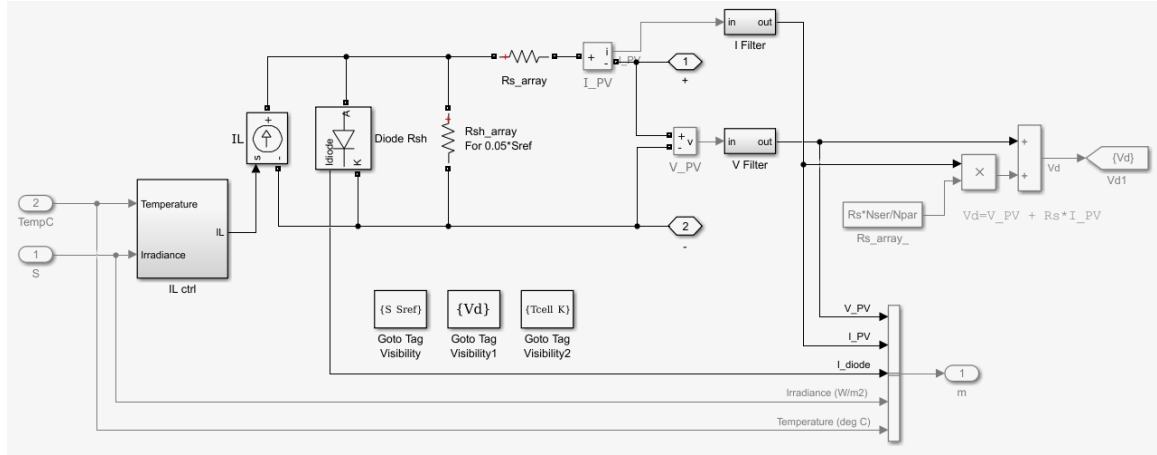 in out
I Filter
+ i
-
I_PV
I_PV
1
+
Rs_array
IL
+
s -
A
Idiode
K
Diode Rsh
Rsh_array
For 0.05*Sref
+
- v
V_PV
in out
V Filter
+
+
×
Vd
{Vd}
Vd1
2
TempC
Temperature
IL
Irradiance
1
S
IL ctrl
2
-
Rs*Nser/Npar
Rs_array_
Vd=V_PV + Rs*I_PV
{S Sref}
Goto Tag
Visibility
{Vd}
Goto Tag
Visibility1
{Tcell K}
Goto Tag
Visibility2
V_PV
I_PV
I_diode
Irradiance (W/m2)
Temperature (deg C)
1
m